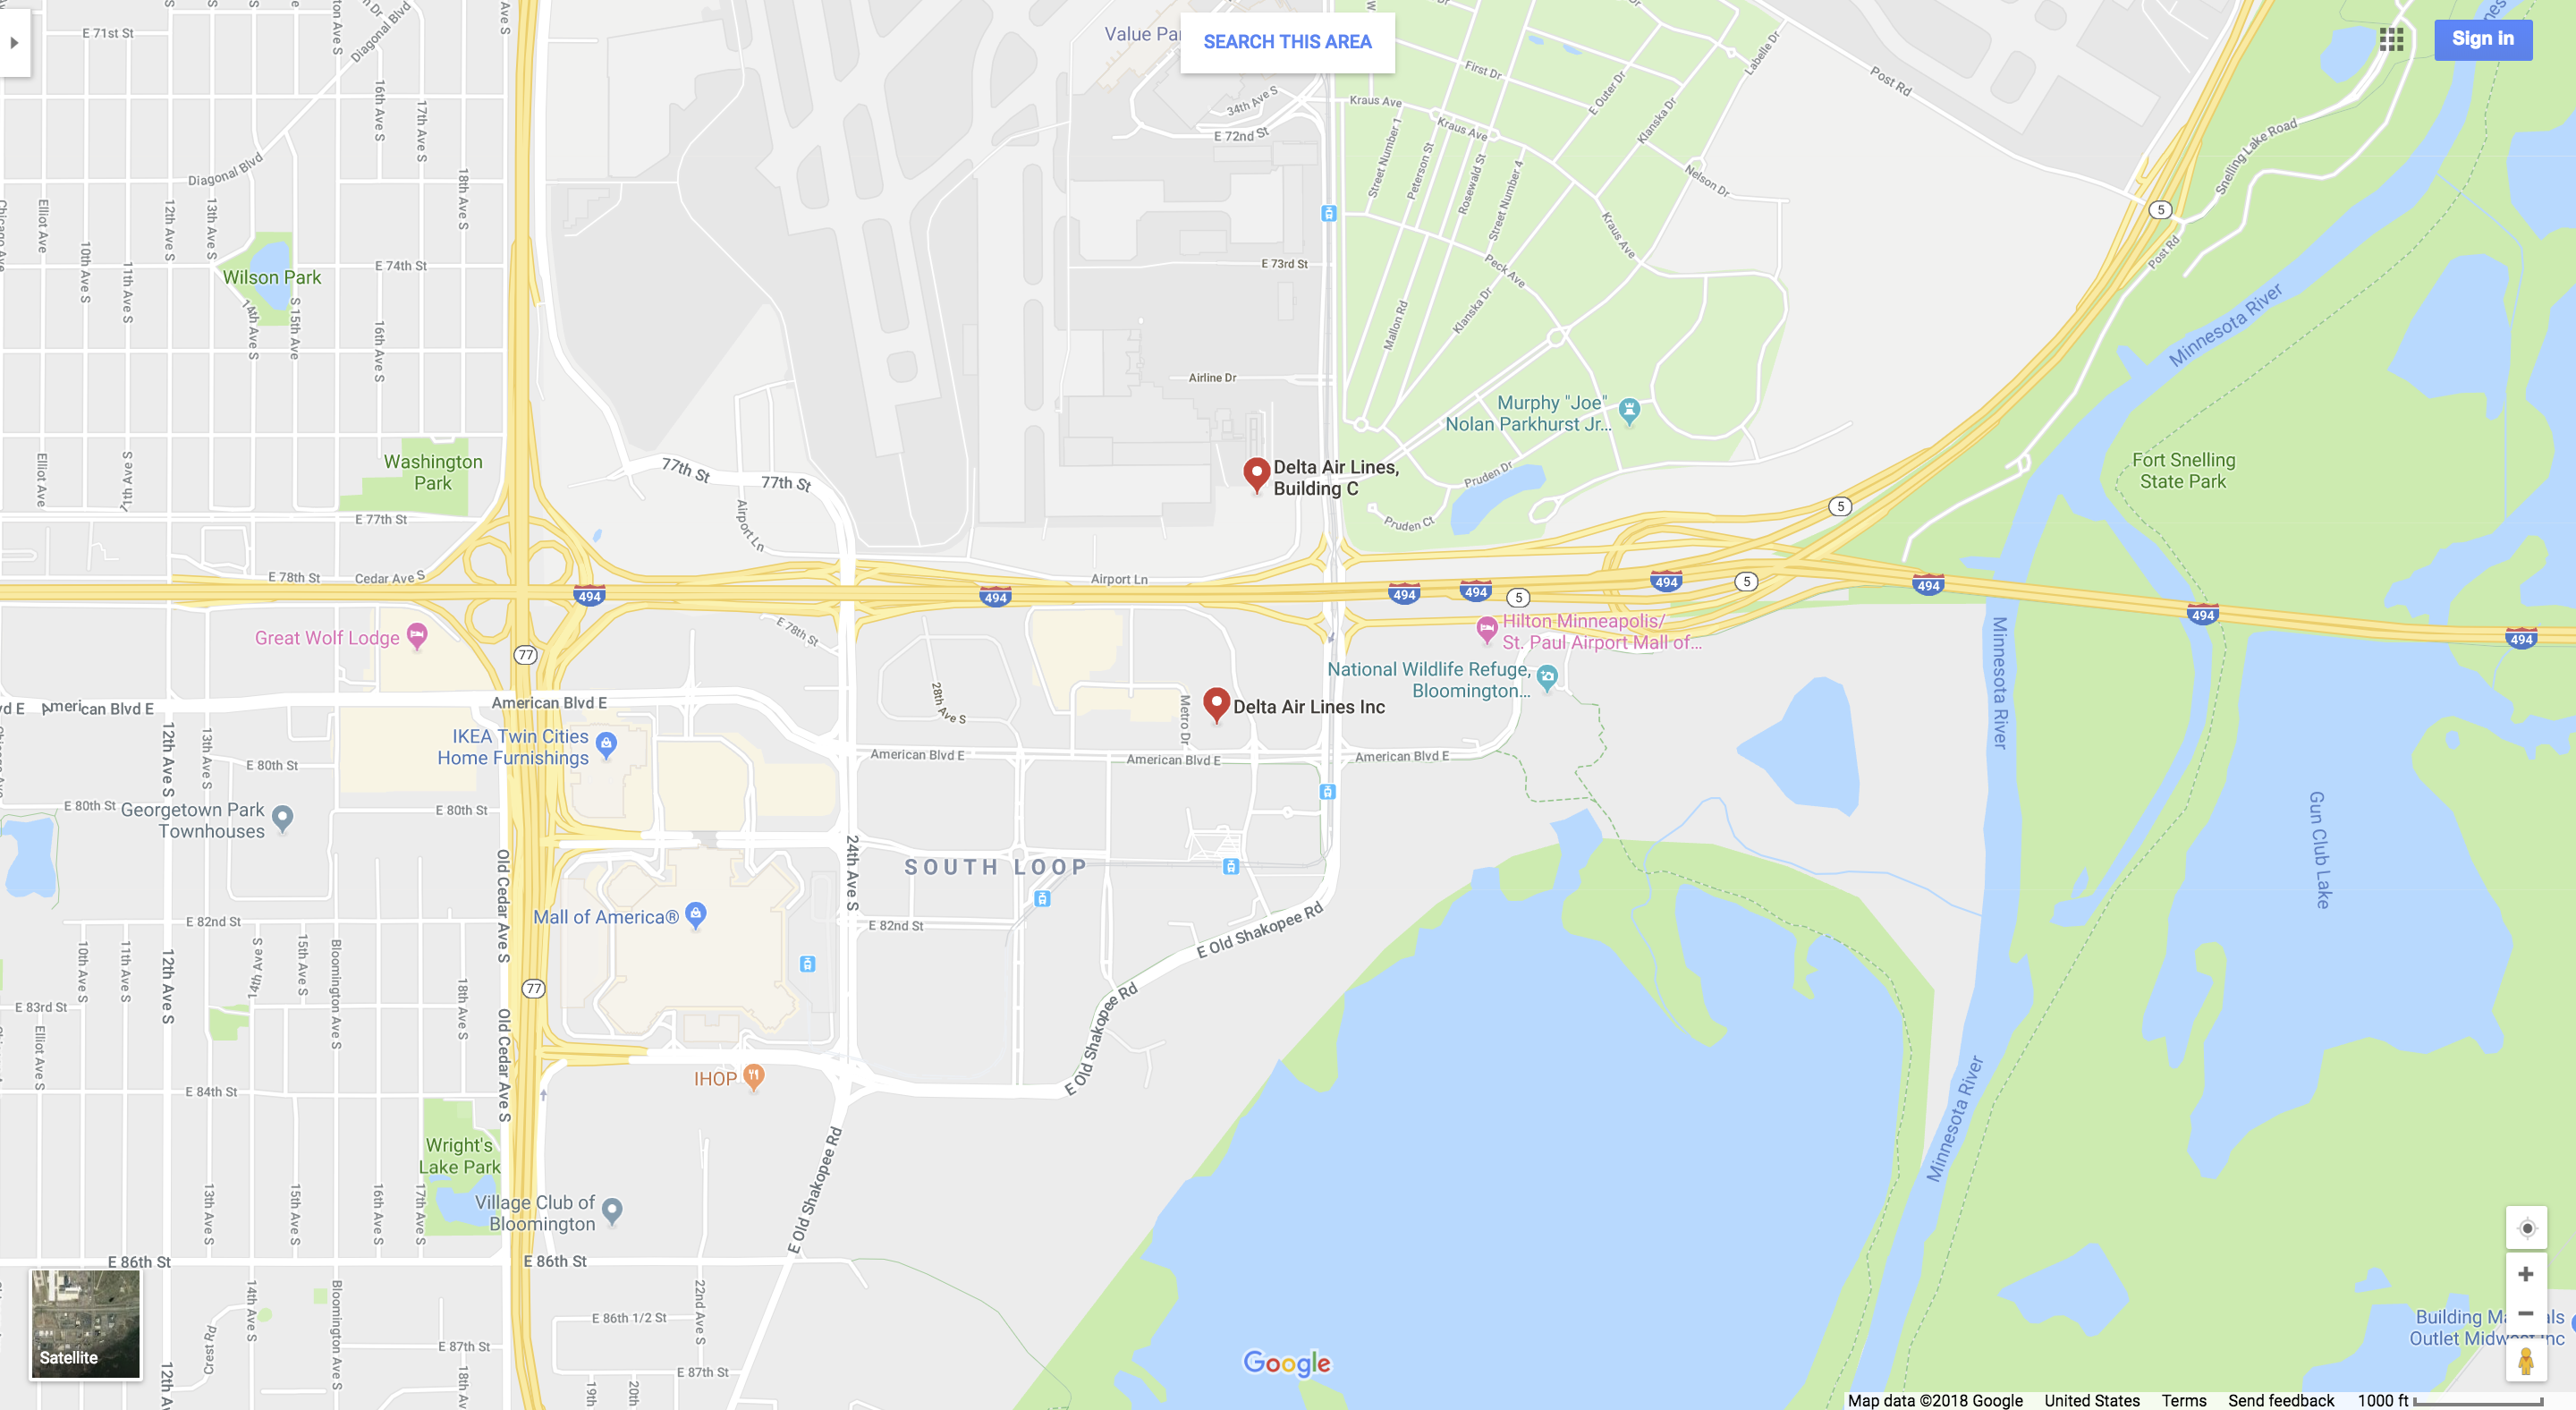 SEARCH THIS AREA
Sign in
E 71st St
Diagonal Blvd
16th Ave S
17th Ave S
18th Ave S
Diagonal Blvd
Elliot Ave
10th Ave S
11th Ave S
12th Ave S
13th Ave S
Wilson Park
14th Ave S
S 15th Ave
E 74th St
16th Ave S
34th Ave S
E 72nd St
E 73rd St
Airline Dr
First Dr
Kraus Ave
Kraus Ave
Street Number 1
Peterson St
Rosewald St
Street Number 4
E Outer Dr
Klanska Dr
Labelle Dr
Nelson Dr
Kraus Ave
Peck Ave
Klanska Dr
Mallon Rd
Post Rd
Snelling Lake Road
5
Post Rd
Minnesota River
Murphy "Joe"
Nolan Parkhurst Jr...
Washington
Park
Elliot Ave
11th Ave S
E 77th St
77th St
77th St
Airport Ln
Delta Air Lines,
Building C
Pruden Dr
Pruden Ct
5
Fort Snelling
State Park
E 78th St
Cedar Ave S
494
494
Airport Ln
494
494
5
494
5
494
494
494
Great Wolf Lodge
77
E 78th St
Hilton Minneapolis/
St. Paul Airport Mall of...
National Wildlife Refuge,
Bloomington...
Minnesota River
American Blvd E
American Blvd E
28th Ave S
Metro Dr
Delta Air Lines Inc
IKEA Twin Cities
Home Furnishings
American Blvd E
American Blvd E
American Blvd E
12th Ave S
13th Ave S
E 80th St
E 80th St
E 80th St
Georgetown Park
Townhouses
Old Cedar Ave S
24th Ave S
SOUTH LOOP
Gun Club Lake
Mall of America®
E 82nd St
E 82nd St
E Old Shakopee Rd
10th Ave S
11th Ave S
12th Ave S
14th Ave S
15th Ave S
Bloomington Ave S
18th Ave S
77
E 83rd St
Elliot Ave S
Old Cedar Ave S
E Old Shakopee Rd
IHOP
E 84th St
Minnesota River
Wright's
Lake Park
E Old Shakopee Rd
13th Ave S
15th Ave S
16th Ave S
17th Ave S
Village Club of
Bloomington
E 86th St
E 86th St
14th Ave S
Bloomington Ave S
22nd Ave S
E 86th 1/2 St
E 87th St
E 87th St
Satellite
Google
Map data ©2018 Google
United States
Terms
Send feedback
1000 ft